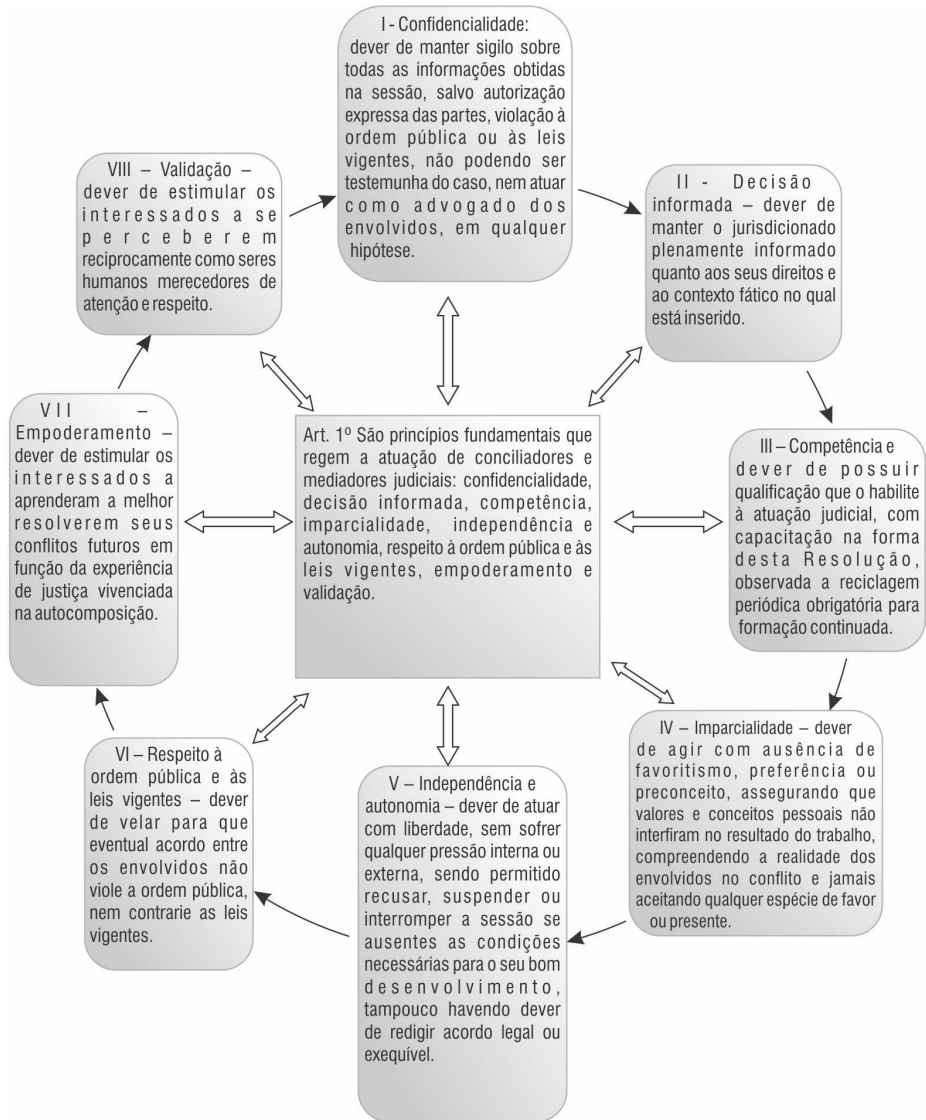 I - Confidencialidade:
dever de manter sigilo sobre
todas as informações obtidas
na sessão, salvo autorização
expressa das partes, violação à
ordem pública ou às leis
vigentes, não podendo ser
testemunha do caso, nem atuar
como advogado dos
envolvidos, em qualquer
hipótese.
II - Decisão
informada – dever de
manter o jurisdicionado
plenamente informado
quanto aos seus direitos e
ao contexto fático no qual
está inserido.
III – Competência e
dever de possuir
qualificação que o habilite
à atuação judicial, com
capacitação na forma
desta Resolução,
observada a reciclagem
periódica obrigatória para
formação continuada.
IV – Imparcialidade – dever
de agir com ausência de
favoritismo, preferência ou
preconceito, assegurando que
valores e conceitos pessoais não
interfiram no resultado do trabalho,
compreendendo a realidade dos
envolvidos no conflito e jamais
aceitando qualquer espécie de favor
ou presente.
V – Independência e
autonomia – dever de atuar
com liberdade, sem sofrer
qualquer pressão interna ou
externa, sendo permitido
recusar, suspender ou
interromper a sessão se
ausentes as condições
necessárias para o seu bom
desenvolvimento,
tampouco havendo dever
de redigir acordo legal ou
exequível.
VI – Respeito à
ordem pública e às
leis vigentes – dever
de velar para que
eventual acordo entre
os envolvidos não
viole a ordem pública,
nem contrarie as leis
vigentes.
VII –
Empoderamento –
dever de estimular os
interessados a
aprenderam a melhor
resolverem seus
conflitos futuros em
função da experiência
de justiça vivenciada
na autocomposição.
VIII – Validação –
dever de estimular os
interessados a se
perceberem
reciprocamente como seres
humanos merecedores de
atenção e respeito.
Art. 1º São princípios fundamentais que
regem a atuação de conciliadores e
mediadores judiciais: confidencialidade,
decisão informada, competência,
imparcialidade, independência e
autonomia, respeito à ordem pública e às
leis vigentes, empoderamento e
validação.